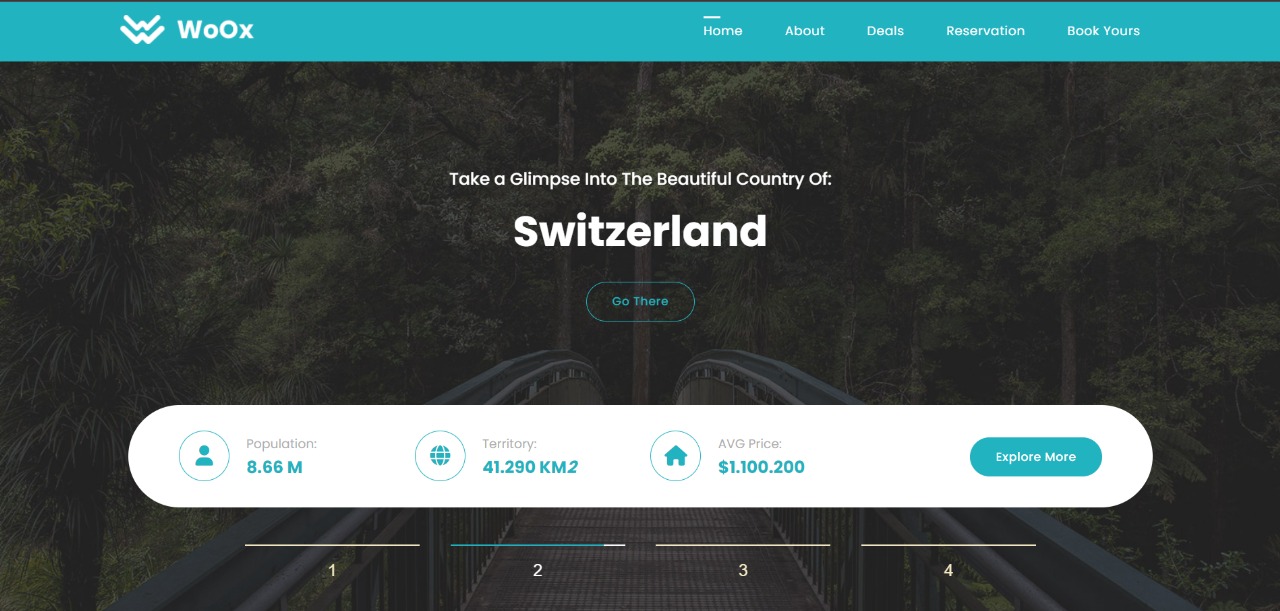 WoOx
Home About Deals Reservation Book Yours
Take a Glimpse Into The Beautiful Country Of:
Switzerland
Go There
Population: Territory: AVG Price:
8.66 M 41.290 KM2 $1.100.200
Explore More
1 2 3 4